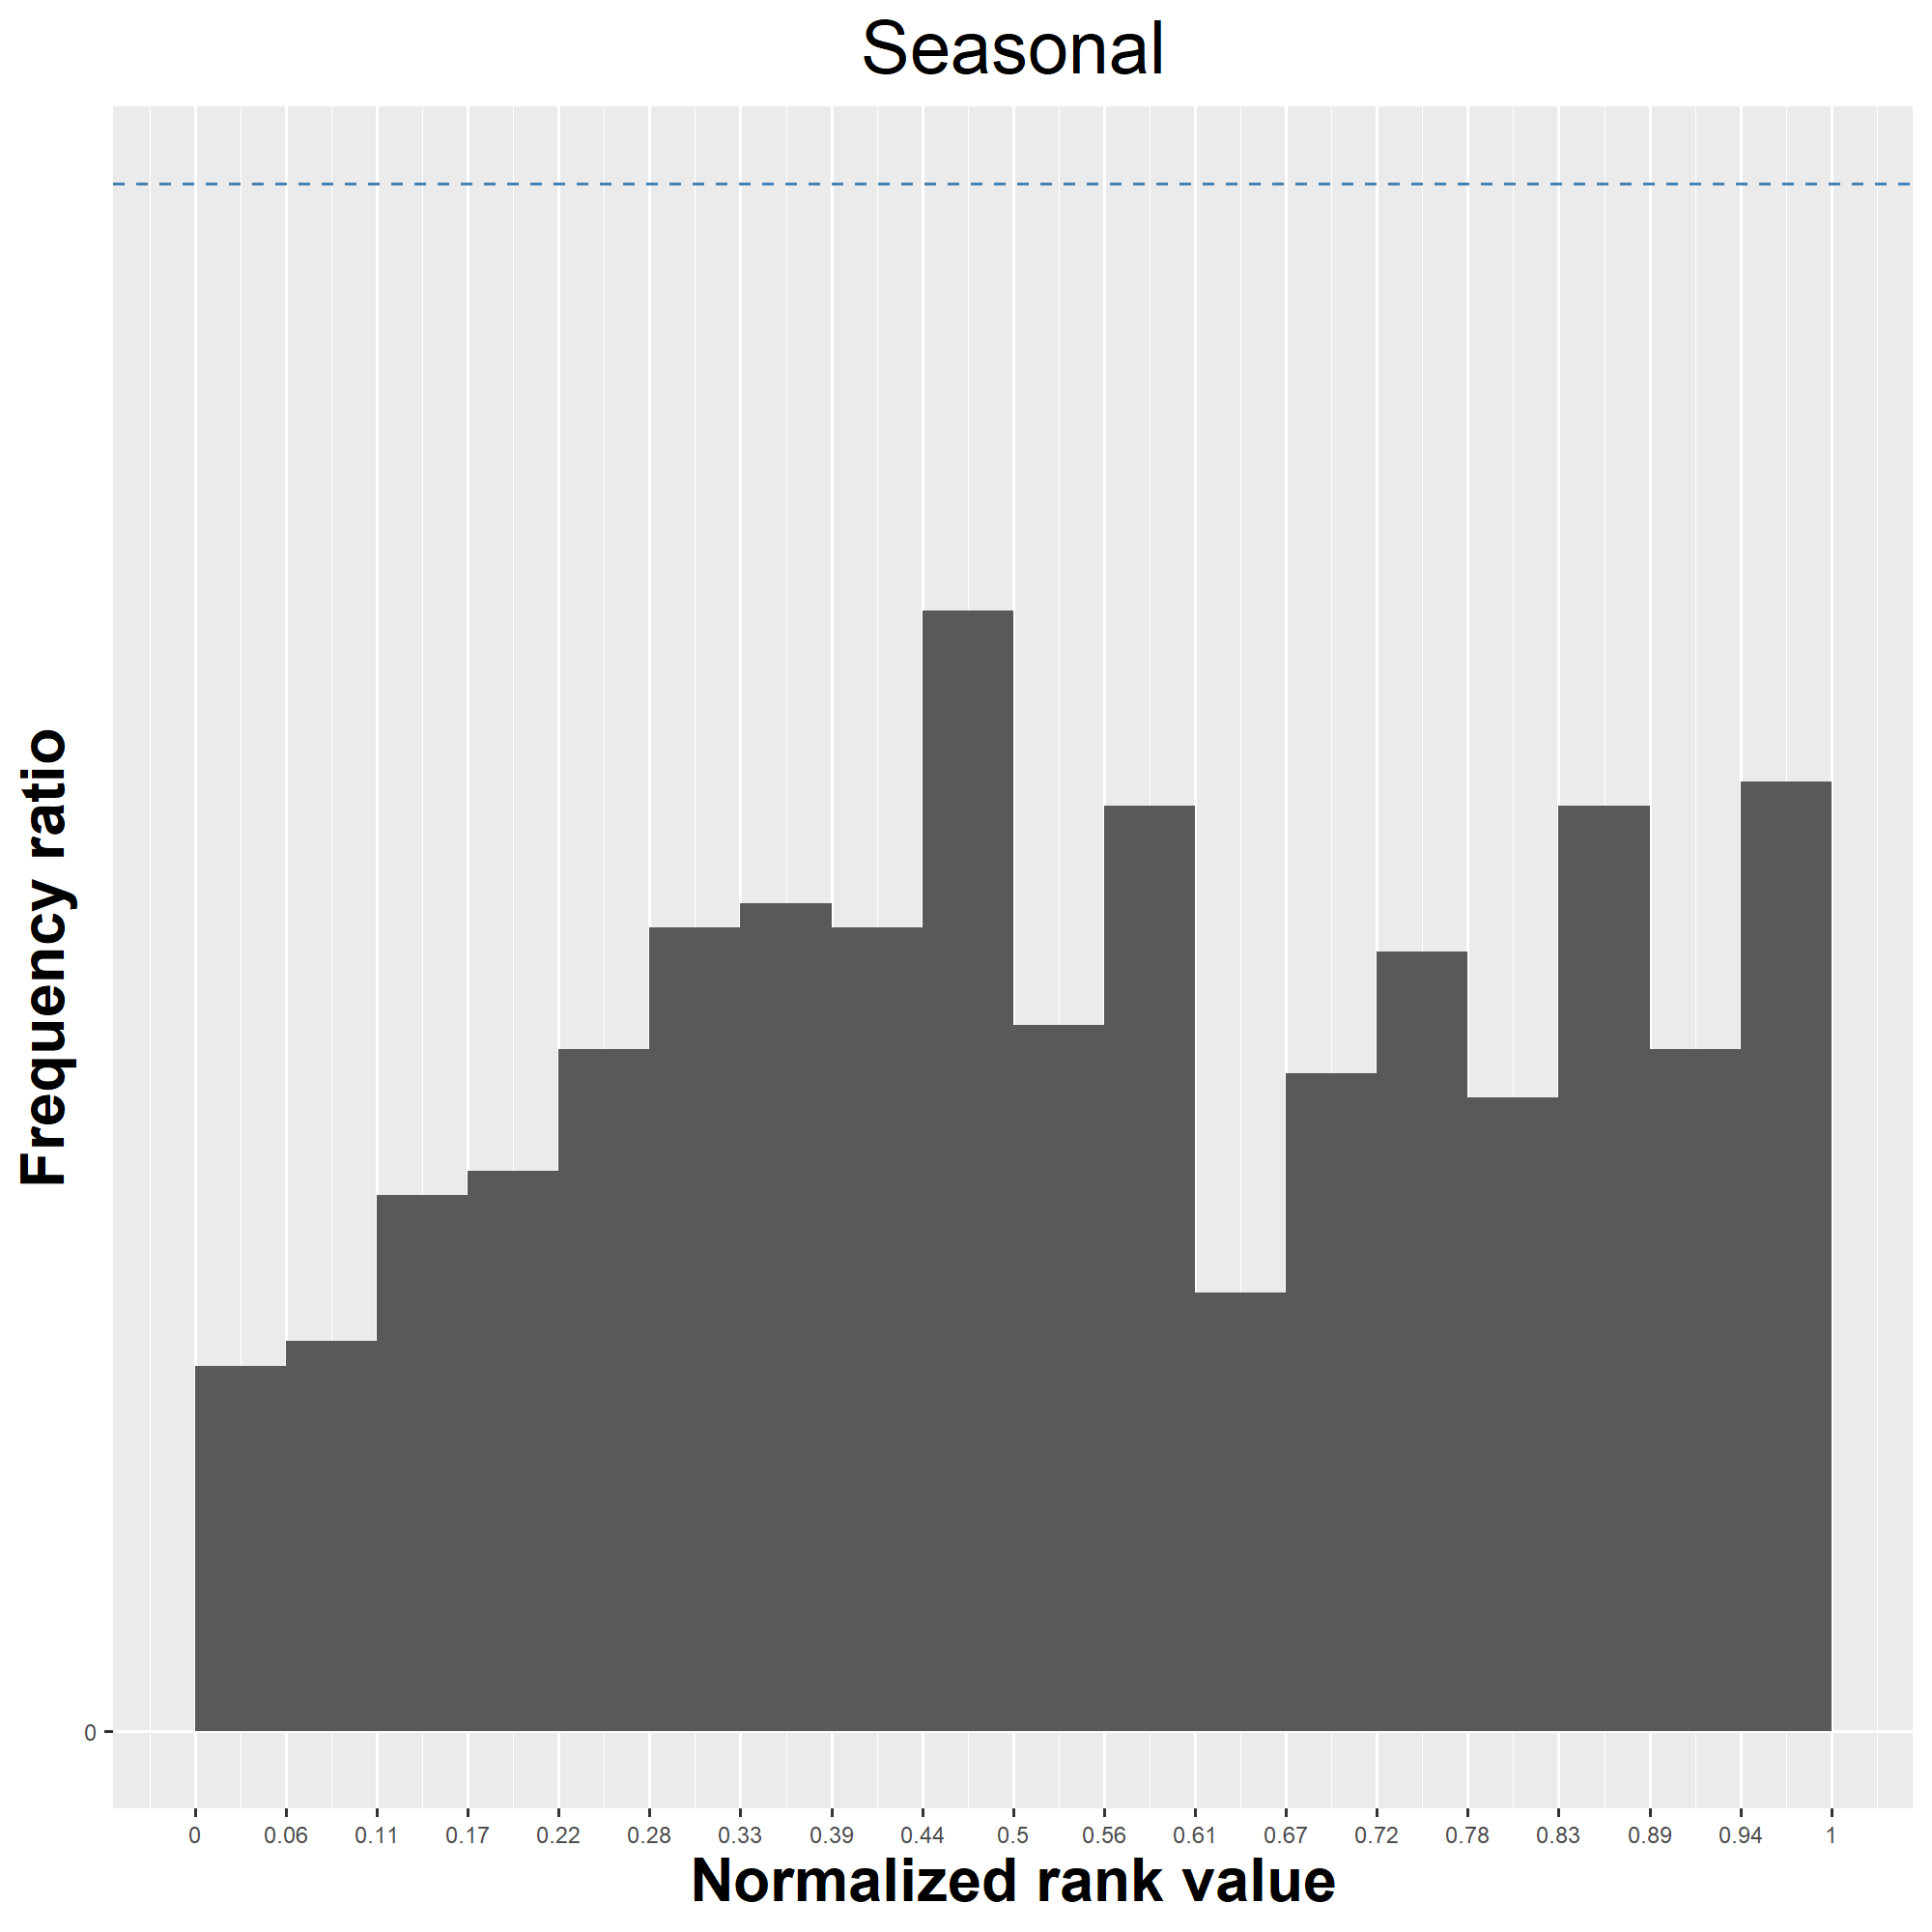 Seasonal
Frequency ratio
0
0 0.06 0.11 0.17 0.22 0.28 0.33 0.39 0.44 0.5 0.56 0.61 0.67 0.72 0.78 0.83 0.89 0.94 1
Normalized rank value